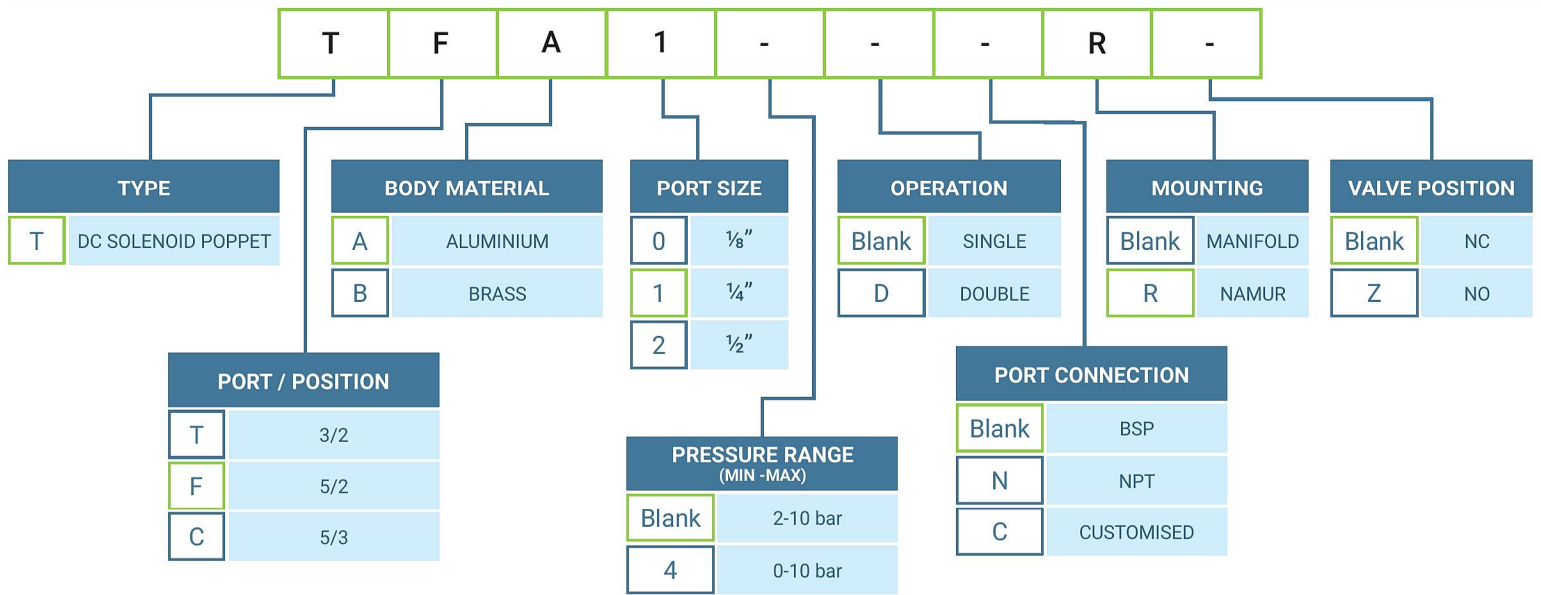 T F A 1 - - - R -
TYPE
T DC SOLENOID POPPET
BODY MATERIAL
A ALUMINIUM
B BRASS
PORT SIZE
0 ⅛”
1 ¼”
2 ½”
OPERATION
Blank SINGLE
D DOUBLE
MOUNTING
Blank MANIFOLD
R NAMUR
VALVE POSITION
Blank NC
Z NO
PORT / POSITION
T 3/2
F 5/2
C 5/3
PRESSURE RANGE
(MIN -MAX)
Blank 2-10 bar
4 0-10 bar
PORT CONNECTION
Blank BSP
N NPT
C CUSTOMISED